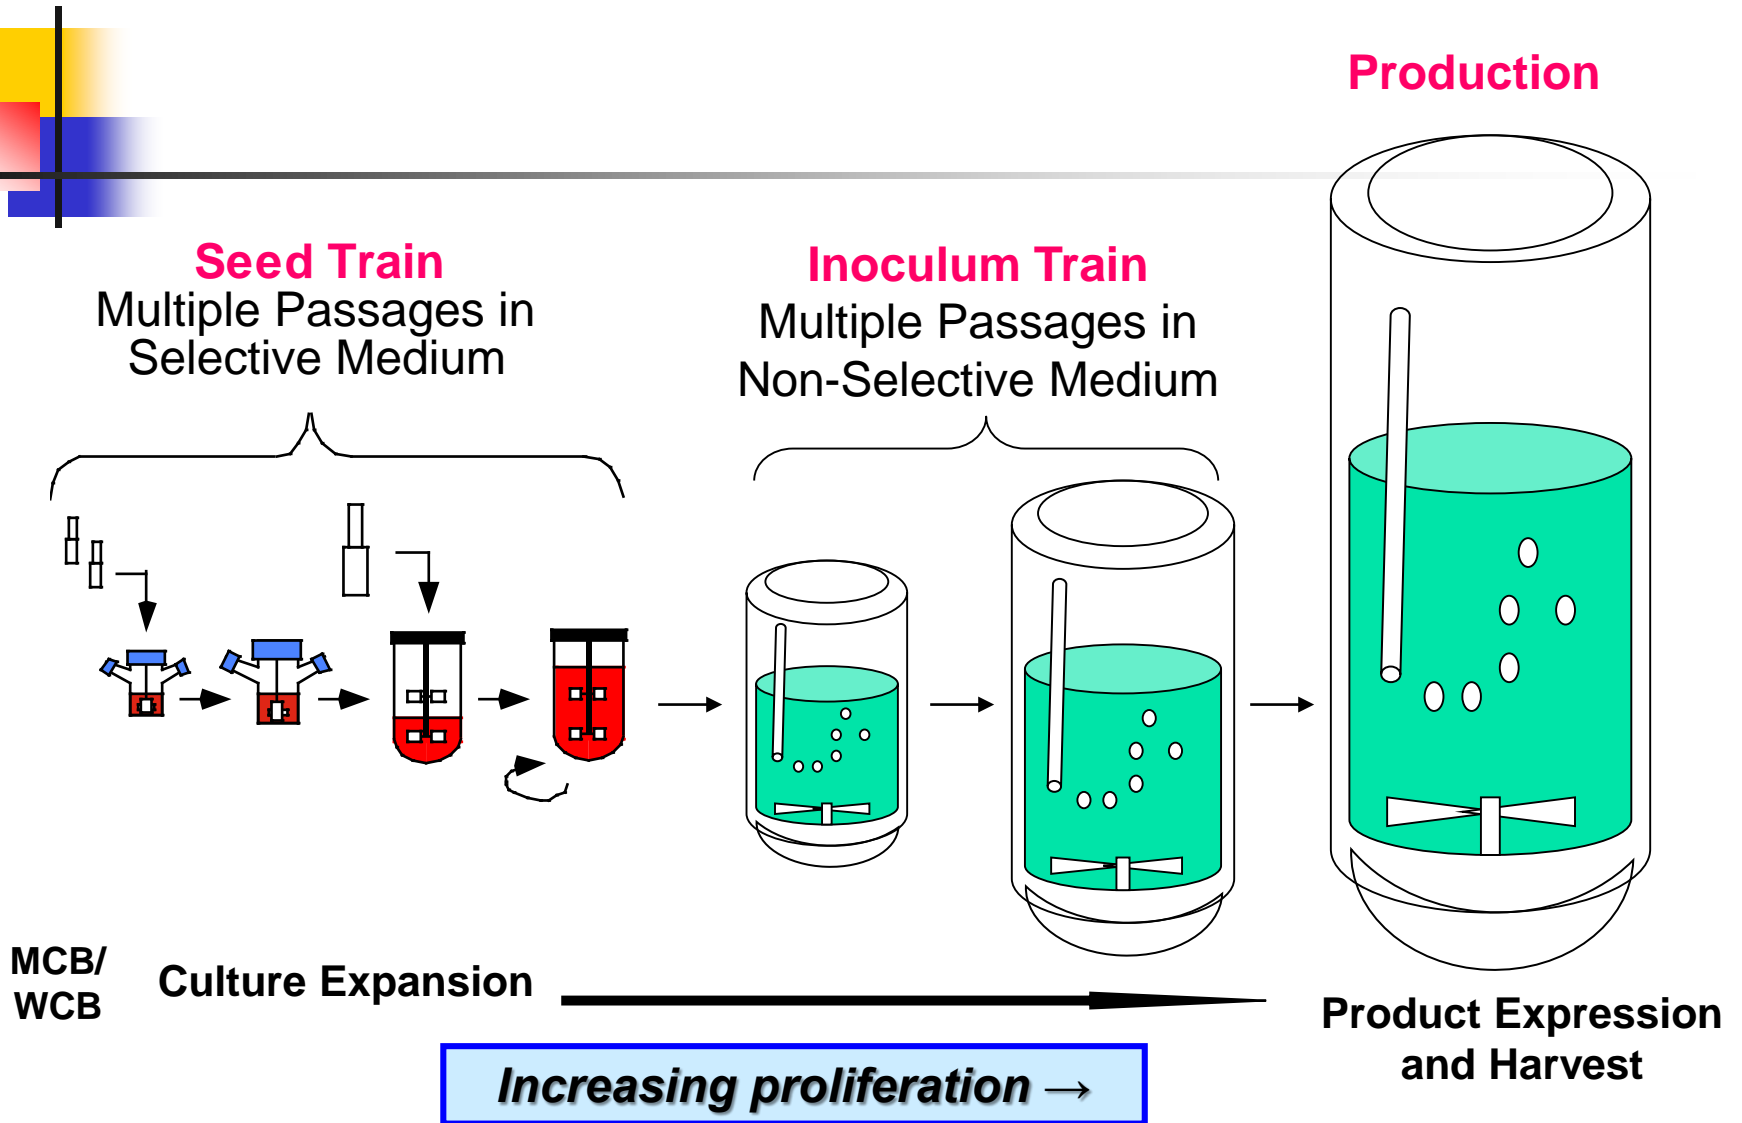 Production
Seed Train
Multiple Passages in
Selective Medium
Inoculum Train
Multiple Passages in
Non-Selective Medium
MCB/
WCB
Culture Expansion
Product Expression
and Harvest
Increasing proliferation →